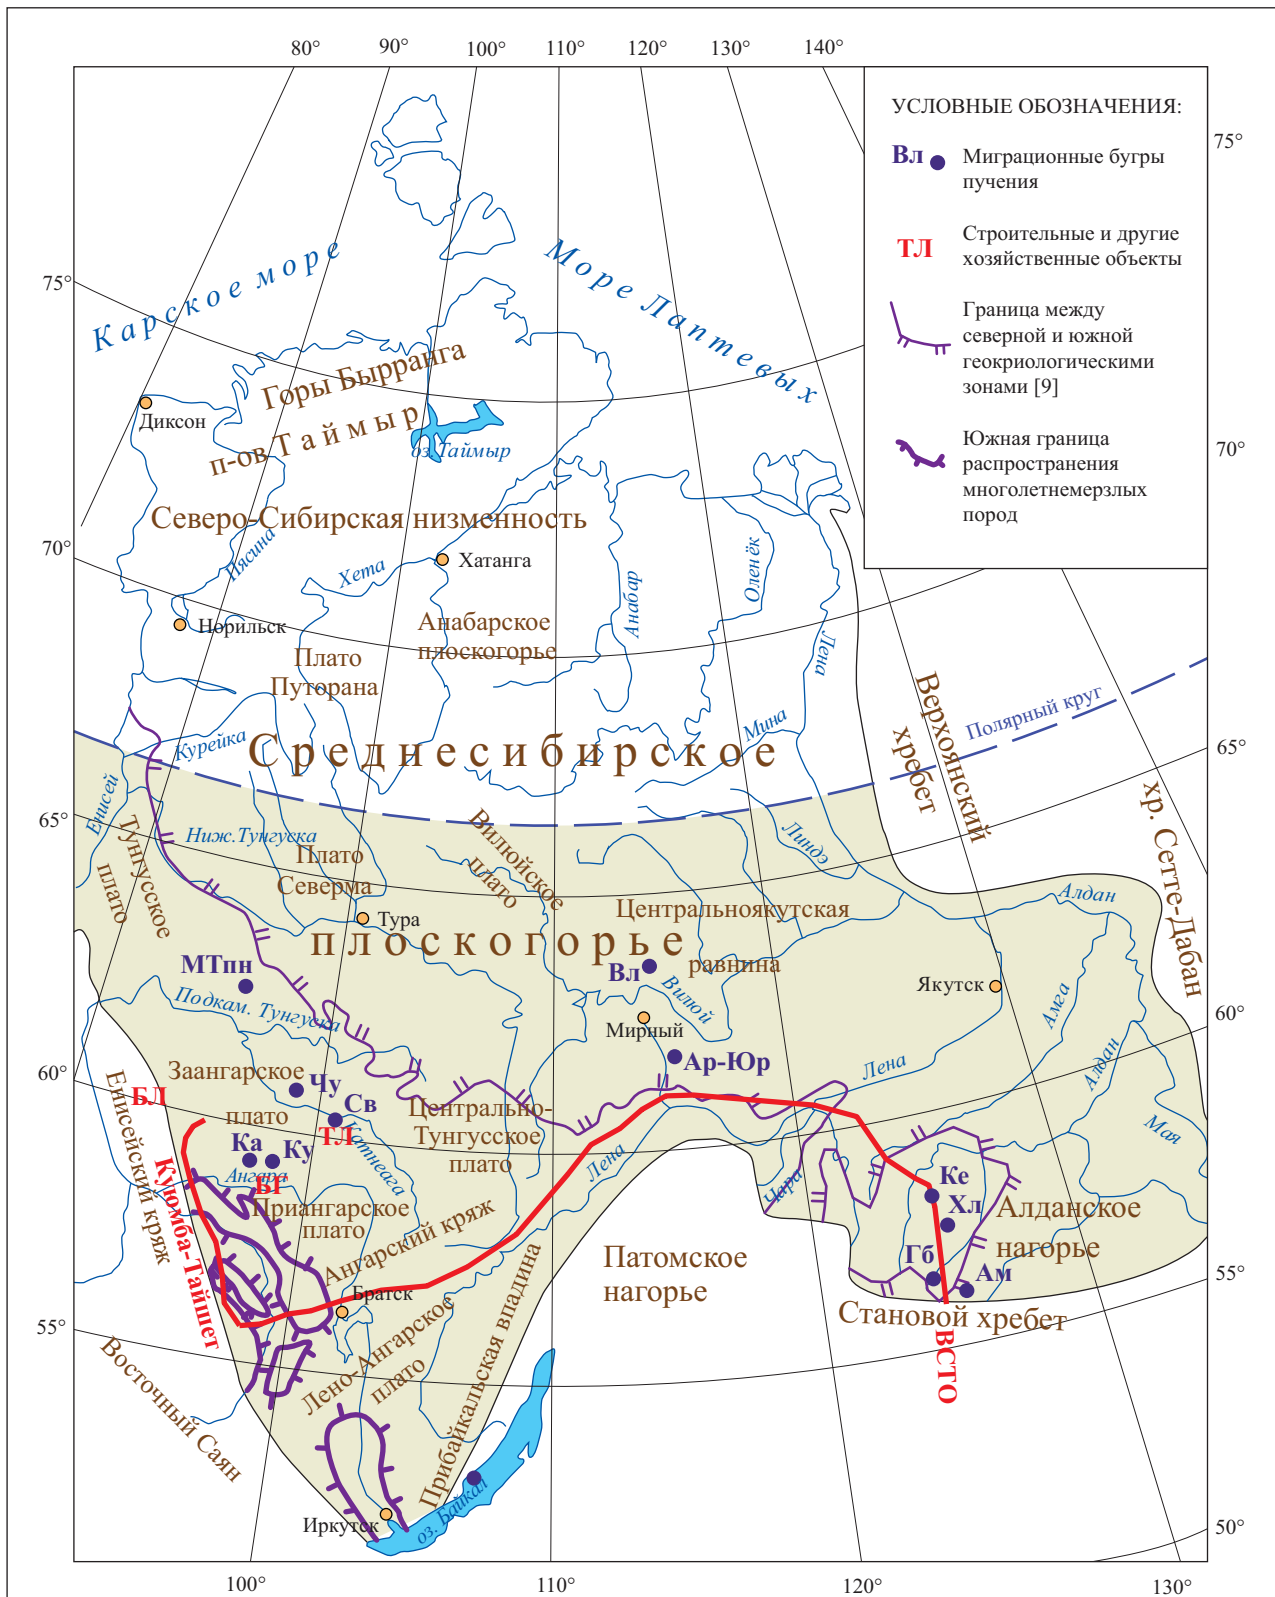 80°
90°
100°
110°
120°
130°
140°
УСЛОВНЫЕ ОБОЗНАЧЕНИЯ:
Вл
Миграционные бугры
пучения
ТЛ
Строительные и другие
хозяйственные объекты
Граница между
северной и южной
геокриологическими
зонами [9]
Южная граница
распространения
многолетнемерзлых
пород
75°
70°
65°
60°
55°
50°
75°
70°
65°
60°
55°
100°
110°
120°
130°
Карское море
Море Лаптевых
Горы Бырранга
п-ов Таймыр
оз.Таймыр
Диксон
Северо-Сибирская низменность
Пясина
Хета
Хатанга
Норильск
Анабарское
плоскогорье
Анабар
Оленёк
Лена
Плато
Путорана
Верхоянский
хребет
Полярный круг
Мина
Курейка
Среднесибирское
Енисей
хр. Сетте-Дабан
Тунгусское
плато
Ниж.Тунгуска
Плато
Северма
Вилюйское
плато
Линдэ
Тура
Центральноякутская
равнина
Алдан
плоскогорье
МТпн
Вл
Вилюй
Якутск
Подкам. Тунгуска
Мирный
Амга
Ар-Юр
Заангарское
плато
Чу
Св
ТЛ
БЛ
Енисейский кряж
Центрально-
Тунгусское
плато
Лена
Алдан
Мая
Ка
Ку
Ангара
БГ
Катнеага
Лена
Чара
Ке
Хл
Куюмба-Тайшет
Приангарское
плато
Ангарский кряж
Алданское
нагорье
Патомское
нагорье
Гб
Ам
Братск
Становой хребет
ВСТО
Восточный Саян
Лено-Ангарское
плато
Прибайкальская впадина
Иркутск
оз. Байкал